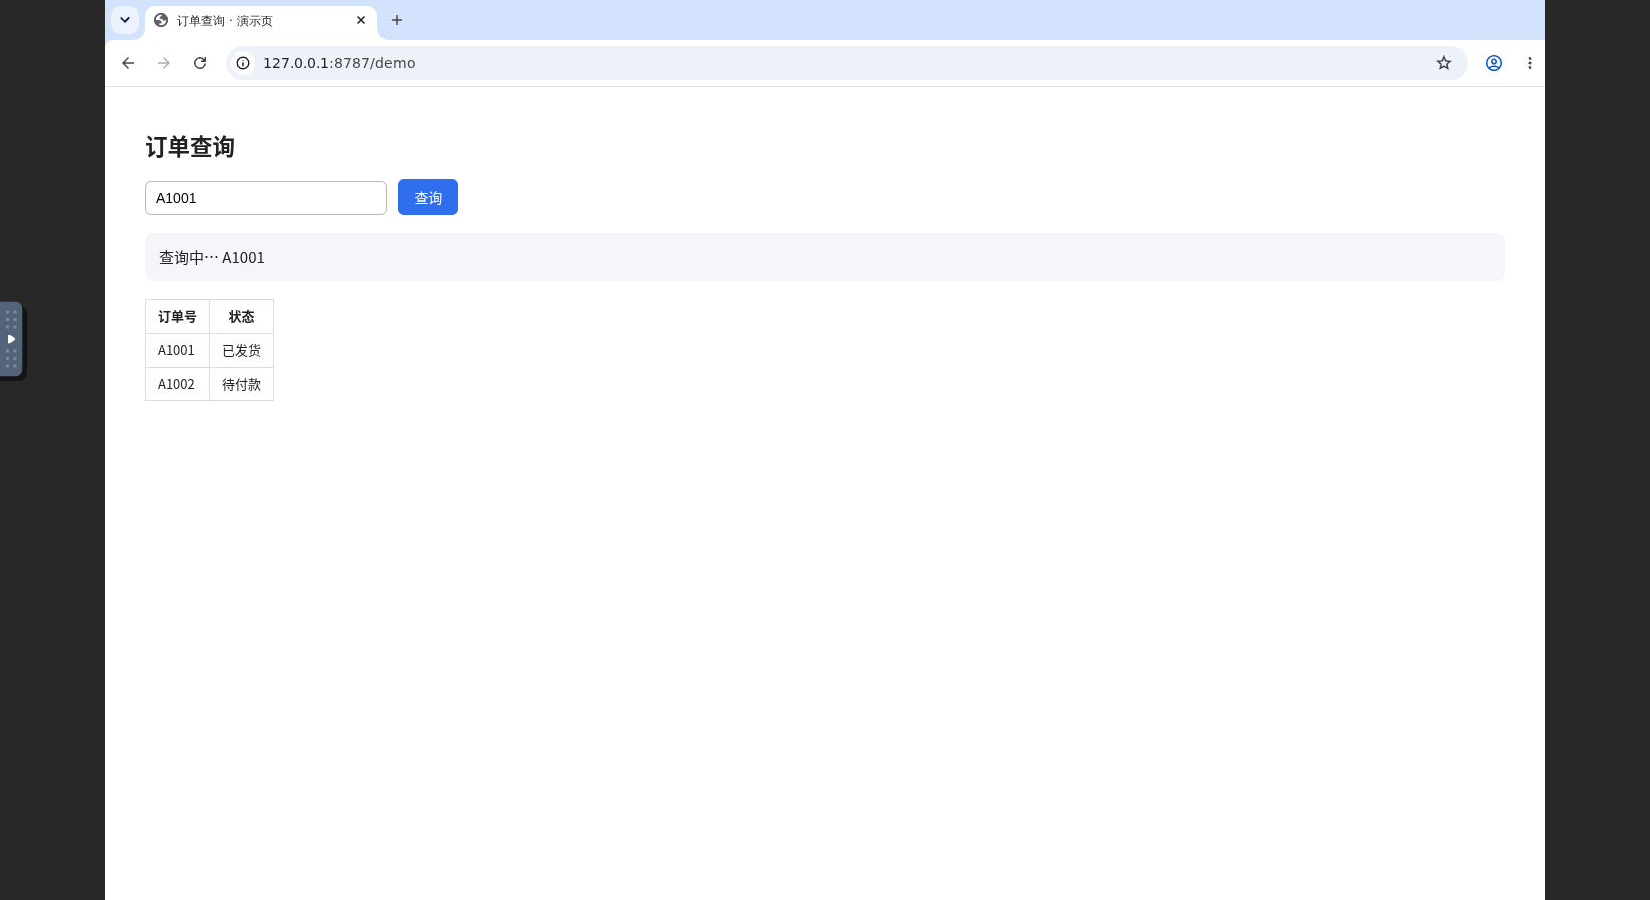 订单查询 · 演示页
127.0.0.1:8787/demo
订单查询
A1001 查询
查询中… A1001
订单号 状态
A1001 已发货
A1002 待付款